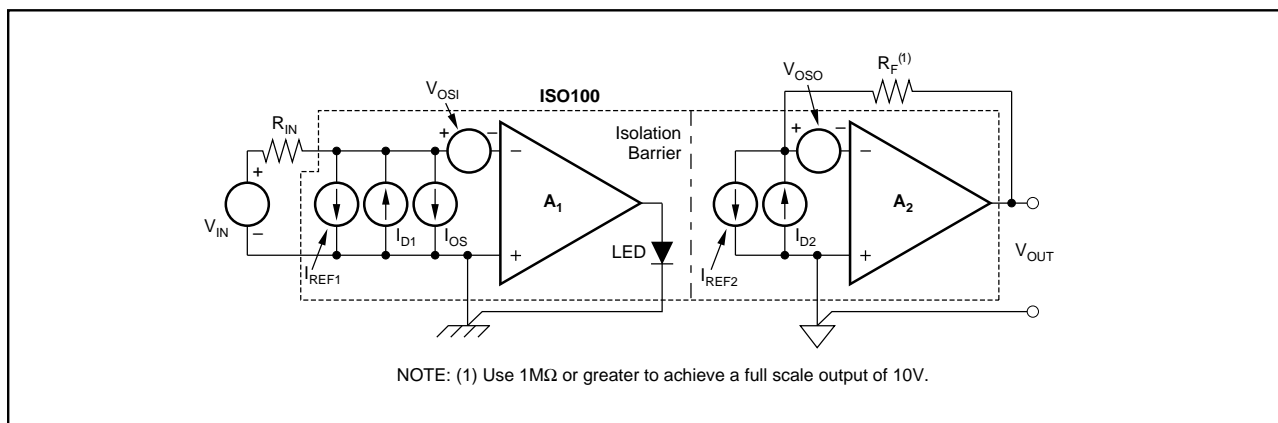 ISO100
V_OSI
V_OSO
R_F^(1)
R_IN
+
−
−
Isolation
Barrier
+
−
−
+
V_IN
−
A_1
A_2
I_REF1
I_D1
I_OS
+
LED
I_REF2
I_D2
+
V_OUT
NOTE: (1) Use 1MΩ or greater to achieve a full scale output of 10V.